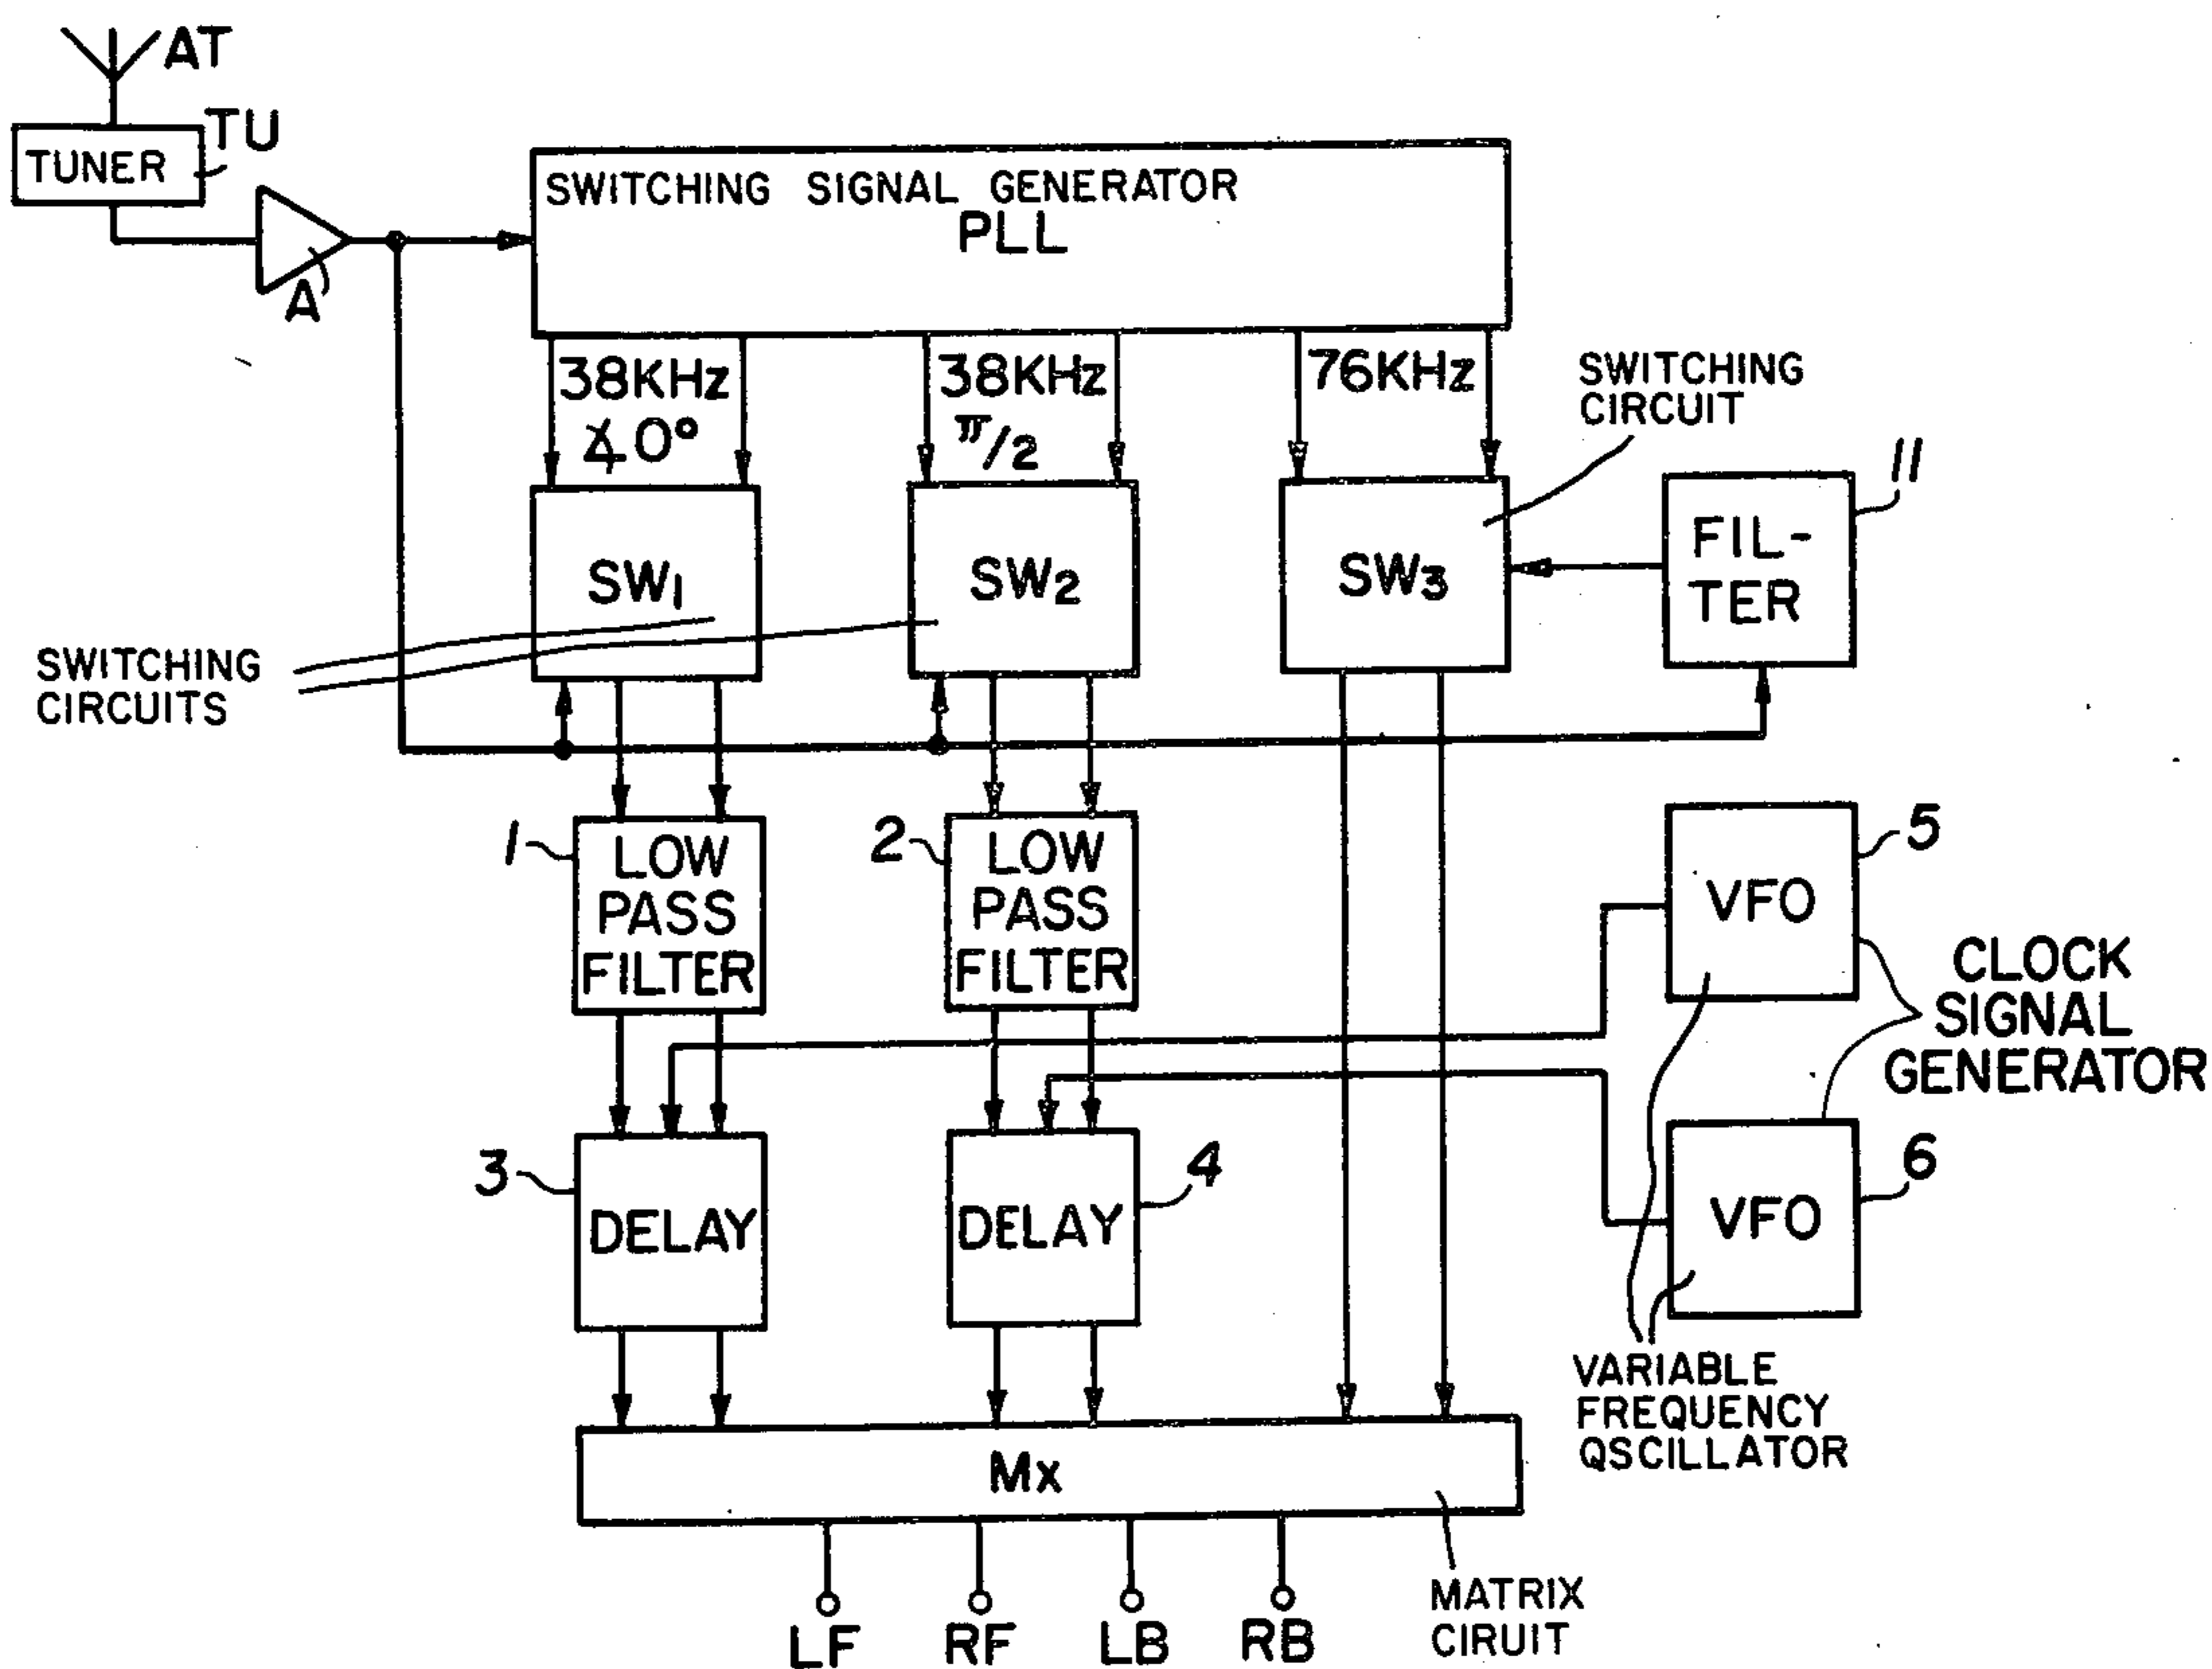 AT
TU
TUNER
A
SWITCHING SIGNAL GENERATOR
PLL
38KHz
∡0°
38KHz
π/2
76KHz
SWITCHING
CIRCUIT
11
SW1
SW2
SW3
FIL-
TER
SWITCHING
CIRCUITS
1
LOW
PASS
FILTER
2
LOW
PASS
FILTER
5
VFO
CLOCK
SIGNAL
GENERATOR
3
DELAY
4
DELAY
6
VFO
VARIABLE
FREQUENCY
QSCILLATOR
Mx
MATRIX
CIRUIT
LF
RF
LB
RB